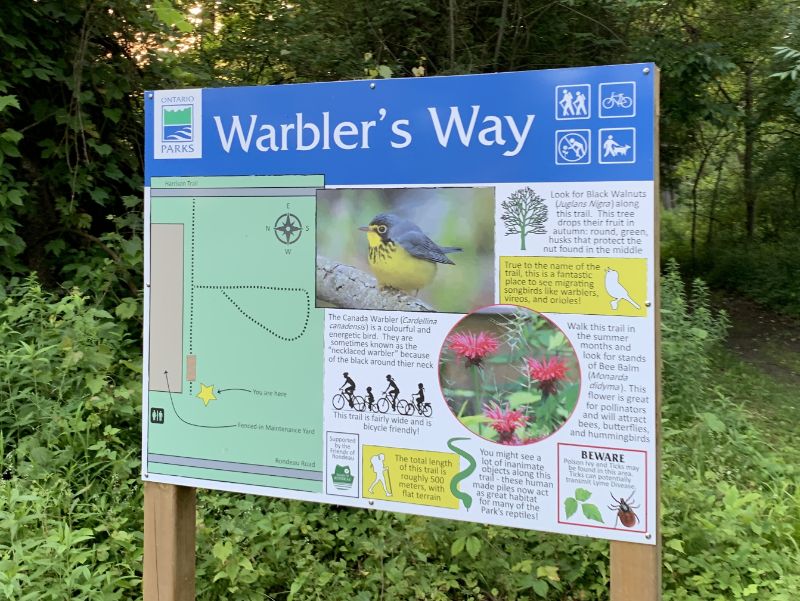 ONTARIO
PARKS
Warbler's Way
Harrison Trail
E
N
S
W
You are here
Fenced-in Maintenance Yard
Rondeau Road
Look for Black Walnuts
(Juglans Nigra) along
this trail. This tree
drops their fruit in
autumn: round, green,
husks that protect the
nut found in the middle
True to the name of the
trail, this is a fantastic
place to see migrating
songbirds like warblers,
vireos, and orioles!
The Canada Warbler (Cardellina
canadensis) is a colourful and
energetic bird. They are
sometimes known as the
"necklaced warbler" because
of the black around thier neck
This trail is fairly wide and is
bicycle friendly!
Walk this trail in
the summer
months and
look for stands
of Bee Balm
(Monarda
didyma). This
flower is great
for pollinators
and will attract
bees, butterflies,
and hummingbirds
Supported by
the Friends of
Rondeau
The total length
of this trail is
roughly 500
meters, with
flat terrain
You might see a
lot of inanimate
objects along this
trail - these human
made piles now act
as great habitat
for many of the
Park's reptiles!
BEWARE
Poison Ivy and Ticks may
be found in this area.
Ticks can potentially
transmit Lyme Disease.